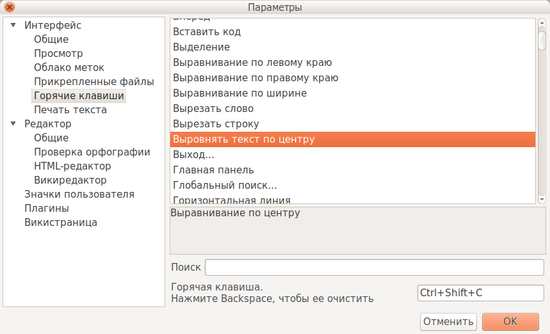 Параметры
Интерфейс
Общие
Просмотр
Облако меток
Прикрепленные файлы
Горячие клавиши
Печать текста
Редактор
Общие
Проверка орфографии
HTML-редактор
Викиредактор
Значки пользователя
Плагины
Викистраница
Вперед
Вставить код
Выделение
Выравнивание по левому краю
Выравнивание по правому краю
Выравнивание по ширине
Вырезать слово
Вырезать строку
Выровнять текст по центру
Выход...
Главная панель
Глобальный поиск...
Горизонтальная линия
Выравнивание по центру
Поиск
Горячая клавиша.
Нажмите Backspace, чтобы ее очистить
Ctrl+Shift+C
Отменить
OK